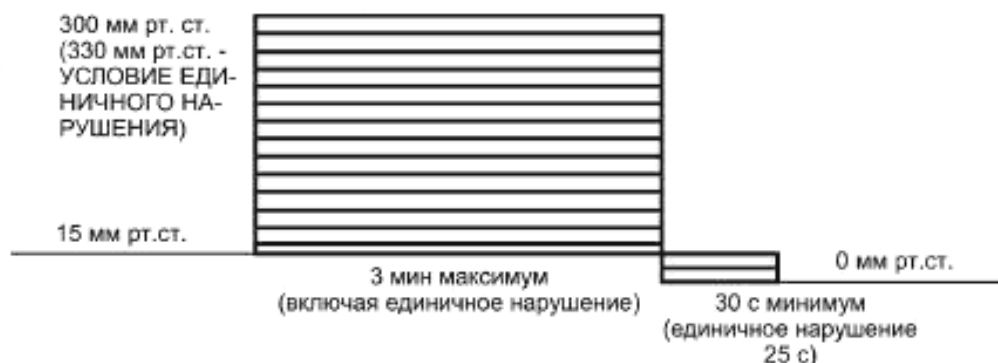 300 мм рт. ст.
(330 мм рт.ст. -
УСЛОВИЕ ЕДИ-
НИЧНОГО НА-
РУШЕНИЯ)
15 мм рт.ст.
3 мин максимум
(включая единичное нарушение)
0 мм рт.ст.
30 с минимум
(единичное нарушение
25 с)